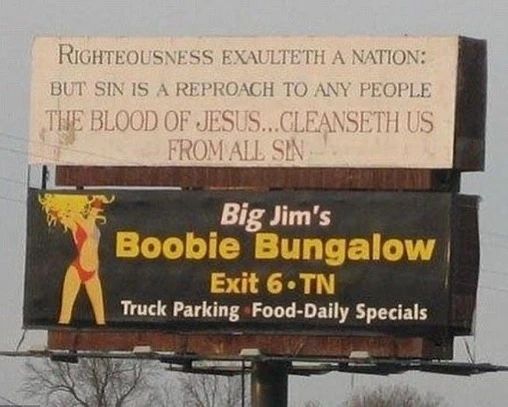 RIGHTEOUSNESS EXAULTETH A NATION:
BUT SIN IS A REPROACH TO ANY PEOPLE
THE BLOOD OF JESUS...CLEANSETH US
FROM ALL SIN
Big Jim's
Boobie Bungalow
Exit 6•TN
Truck Parking•Food-Daily Specials